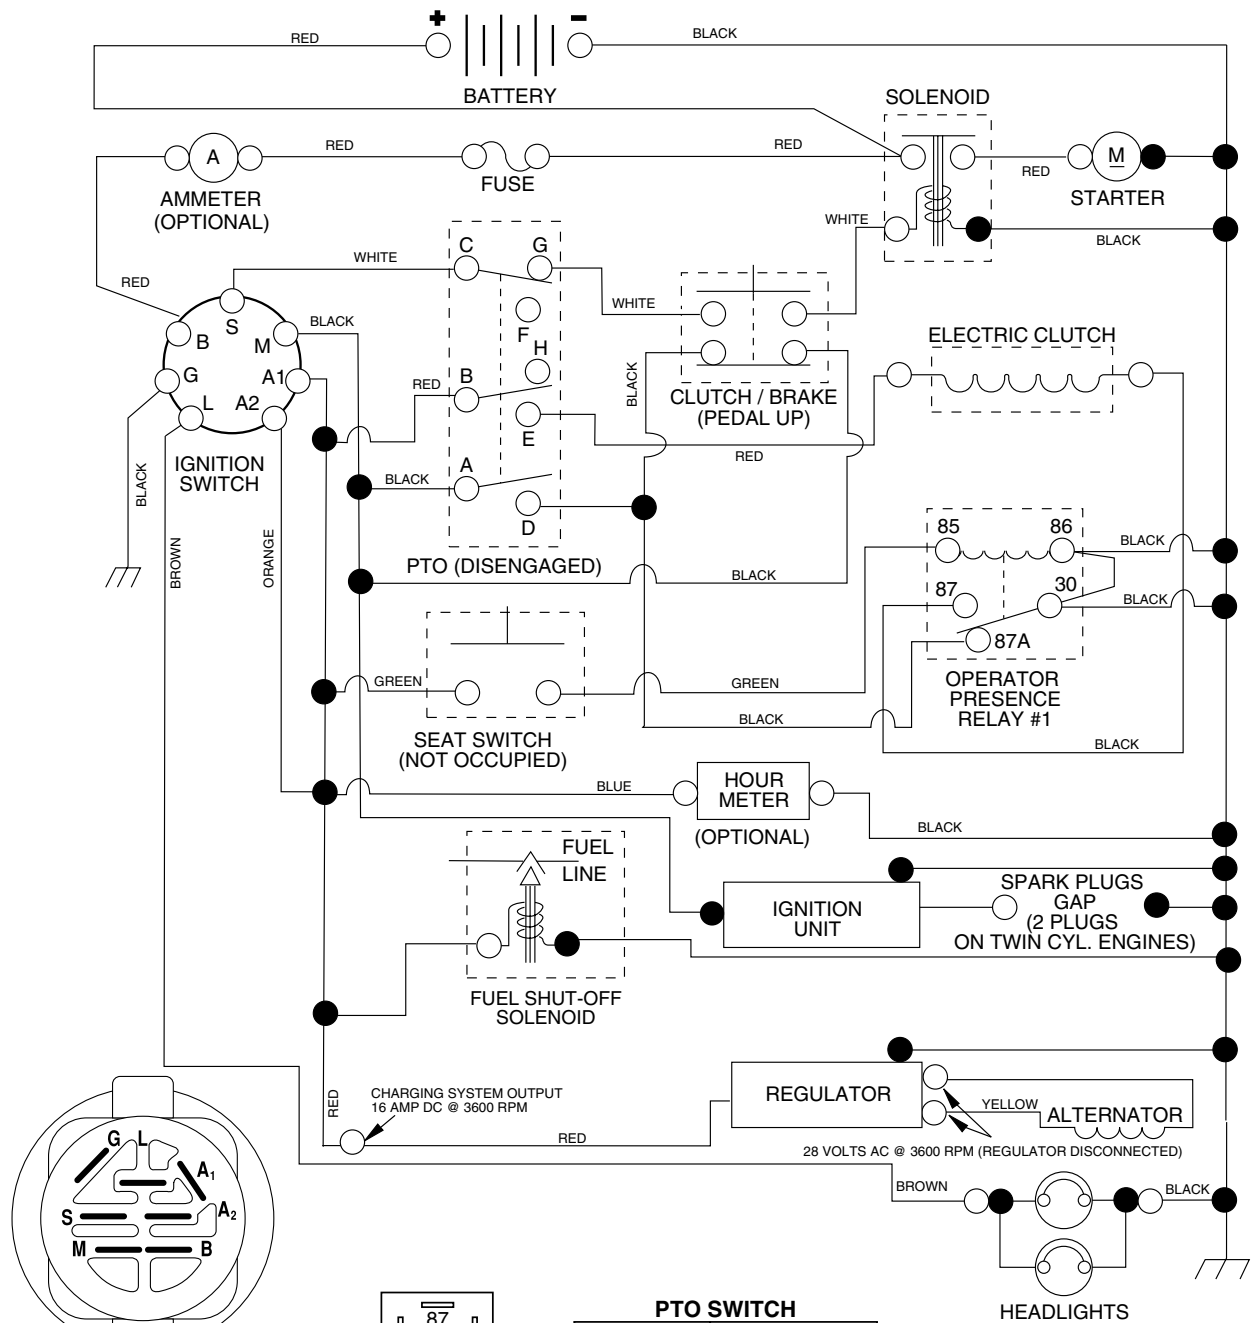 + -
RED
BLACK
BATTERY
SOLENOID
A
RED
RED
M
RED
AMMETER
(OPTIONAL)
FUSE
STARTER
WHITE
BLACK
C G
WHITE
RED
WHITE
S
B
M
BLACK
F
H
ELECTRIC CLUTCH
G
A1
RED
B
BLACK
L
A2
CLUTCH / BRAKE
(PEDAL UP)
E
IGNITION
SWITCH
RED
A
BLACK
BLACK
D
85 86
BLACK
BROWN
ORANGE
PTO (DISENGAGED)
BLACK
87 30
BLACK
87A
GREEN
GREEN
OPERATOR
PRESENCE
RELAY #1
BLACK
SEAT SWITCH
(NOT OCCUPIED)
BLACK
BLUE
HOUR
METER
(OPTIONAL)
BLACK
FUEL
LINE
IGNITION
UNIT
SPARK PLUGS
GAP
(2 PLUGS
ON TWIN CYL. ENGINES)
FUEL SHUT-OFF
SOLENOID
RED
CHARGING SYSTEM OUTPUT
16 AMP DC @ 3600 RPM
REGULATOR
YELLOW
ALTERNATOR
RED
28 VOLTS AC @ 3600 RPM (REGULATOR DISCONNECTED)
G L
A1
BROWN
BLACK
S
A2
M
B
HEADLIGHTS
87
PTO SWITCH